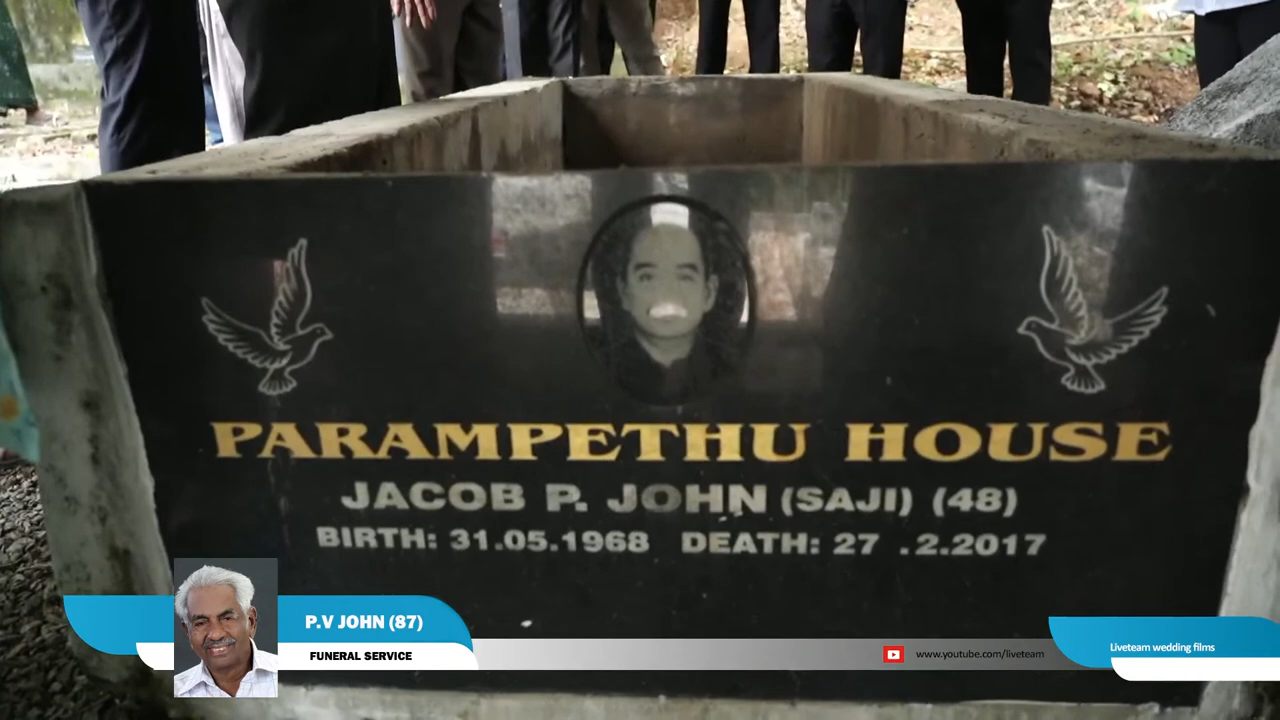 PARAMPETHU HOUSE
JACOB P. JOHN (SAJI) (48)
BIRTH: 31.05.1968 DEATH: 27 .2.2017
P.V JOHN (87)
FUNERAL SERVICE
www.youtube.com/liveteam
Liveteam wedding films